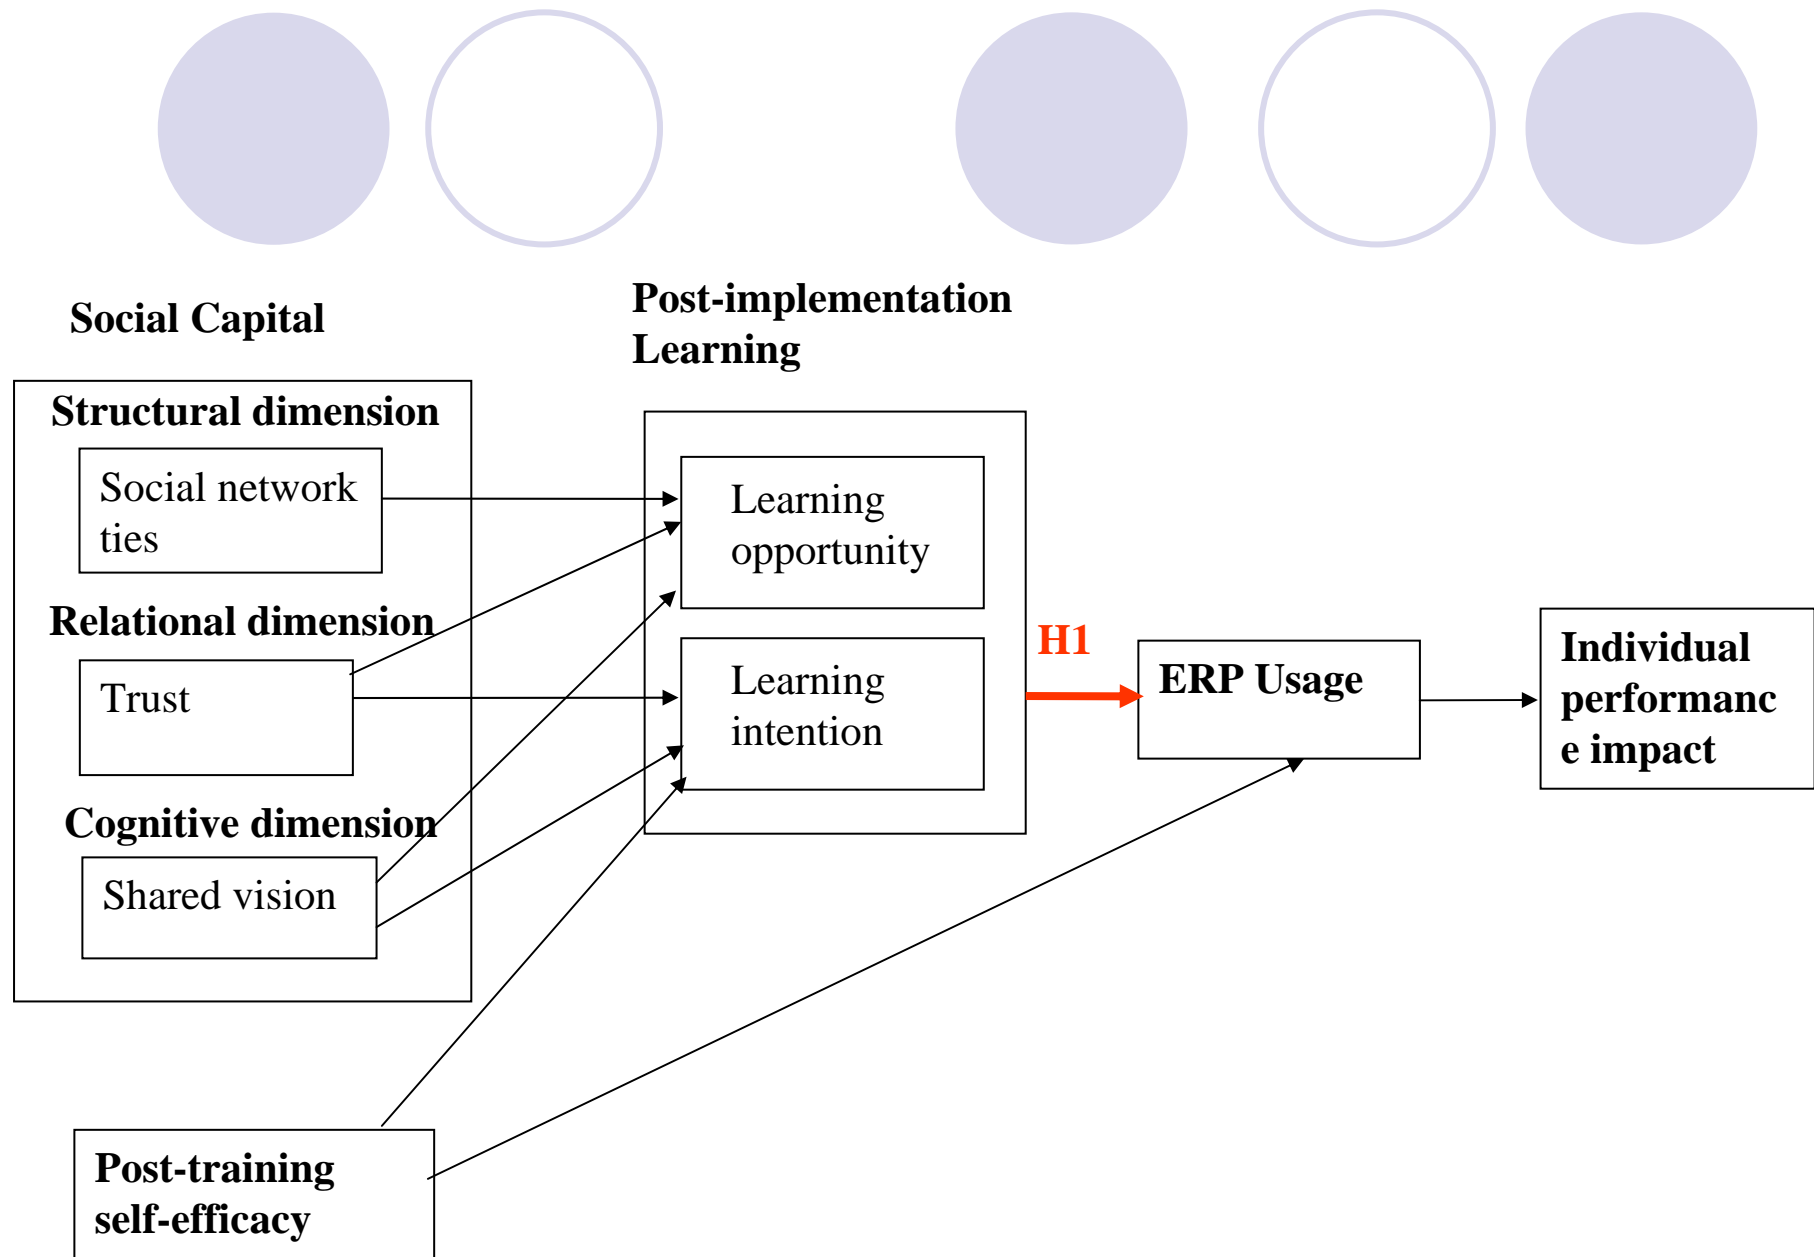 Social Capital
Post-implementation
Learning
Structural dimension
Social network
ties
Relational dimension
Trust
Cognitive dimension
Shared vision
Learning
opportunity
Learning
intention
H1
ERP Usage
Individual
performanc
e impact
Post-training
self-efficacy